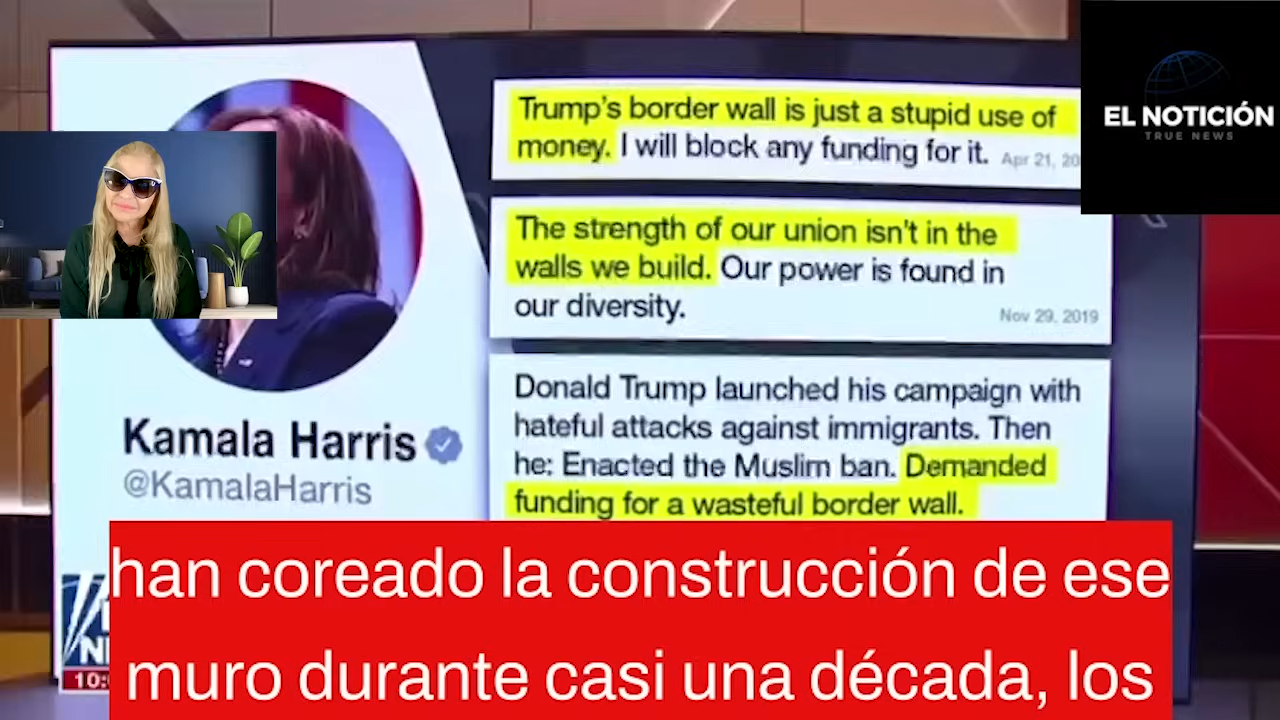 Trump's border wall is just a stupid use of
money. I will block any funding for it. Apr 21,
EL NOTICIÓN
TRUE NEWS
The strength of our union isn't in the
walls we build. Our power is found in
our diversity.
Nov 29, 2019
Kamala Harris
@KamalaHarris
Donald Trump launched his campaign with
hateful attacks against immigrants. Then
he: Enacted the Muslim ban. Demanded
funding for a wasteful border wall.
han coreado la construcción de ese
muro durante casi una década, los